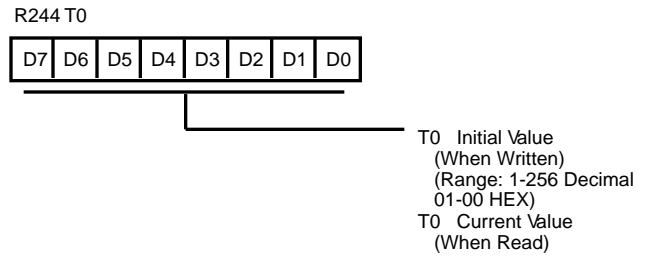 R244 T0
D7 D6 D5 D4 D3 D2 D1 D0
T0 Initial Value
(When Written)
(Range: 1-256 Decimal
01-00 HEX)
T0 Current Value
(When Read)